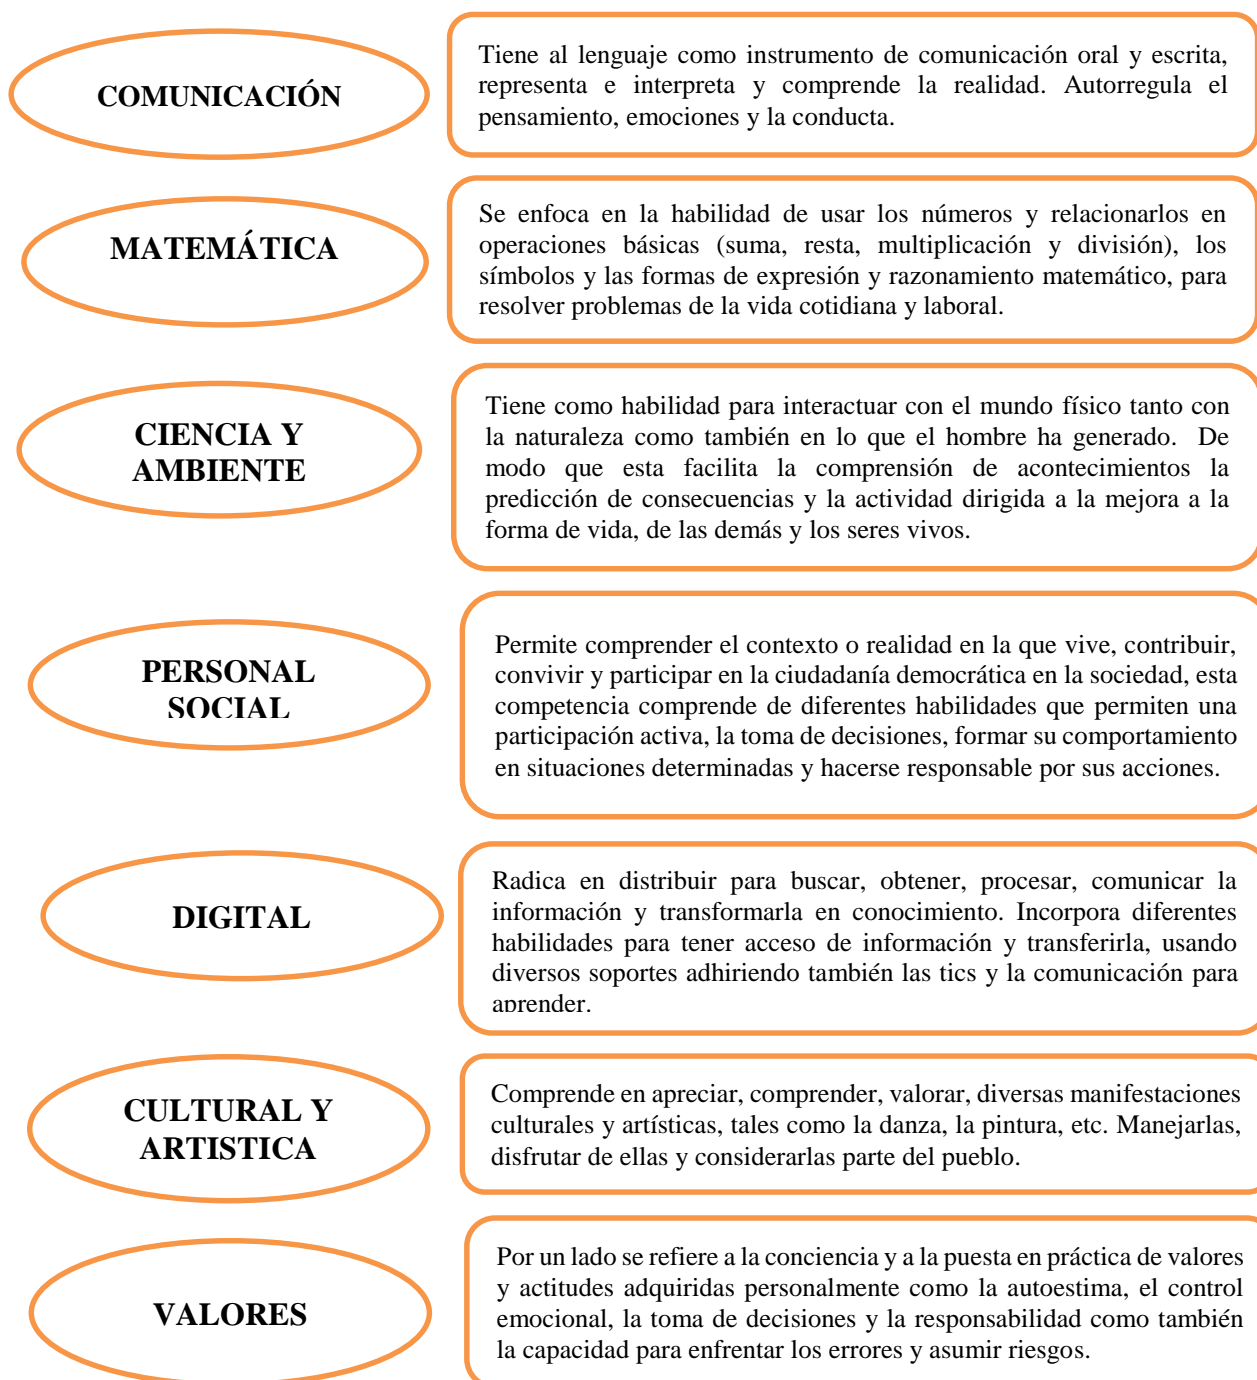 COMUNICACIÓN
Tiene al lenguaje como instrumento de comunicación oral y escrita,
representa e interpreta y comprende la realidad. Autorregula el
pensamiento, emociones y la conducta.
MATEMÁTICA
Se enfoca en la habilidad de usar los números y relacionarlos en
operaciones básicas (suma, resta, multiplicación y división), los
símbolos y las formas de expresión y razonamiento matemático, para
resolver problemas de la vida cotidiana y laboral.
CIENCIA Y
AMBIENTE
Tiene como habilidad para interactuar con el mundo físico tanto con
la naturaleza como también en lo que el hombre ha generado. De
modo que esta facilita la comprensión de acontecimientos la
predicción de consecuencias y la actividad dirigida a la mejora a la
forma de vida, de las demás y los seres vivos.
PERSONAL
SOCIAL
Permite comprender el contexto o realidad en la que vive, contribuir,
convivir y participar en la ciudadanía democrática en la sociedad, esta
competencia comprende de diferentes habilidades que permiten una
participación activa, la toma de decisiones, formar su comportamiento
en situaciones determinadas y hacerse responsable por sus acciones.
DIGITAL
Radica en distribuir para buscar, obtener, procesar, comunicar la
información y transformarla en conocimiento. Incorpora diferentes
habilidades para tener acceso de información y transferirla, usando
diversos soportes adhiriendo también las tics y la comunicación para
aprender.
CULTURAL Y
ARTISTICA
Comprende en apreciar, comprender, valorar, diversas manifestaciones
culturales y artísticas, tales como la danza, la pintura, etc. Manejarlas,
disfrutar de ellas y considerarlas parte del pueblo.
VALORES
Por un lado se refiere a la conciencia y a la puesta en práctica de valores
y actitudes adquiridas personalmente como la autoestima, el control
emocional, la toma de decisiones y la responsabilidad como también
la capacidad para enfrentar los errores y asumir riesgos.